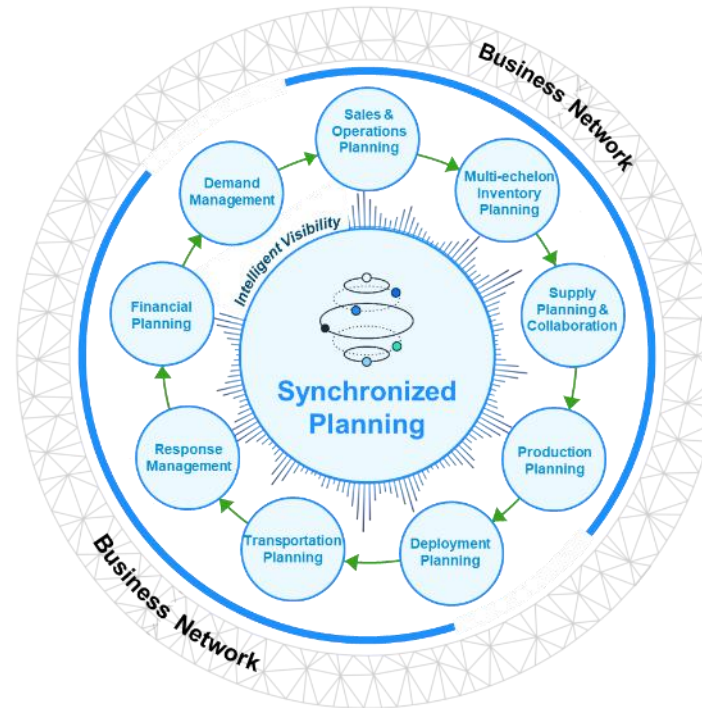 Business Network
Sales &
Operations
Planning
Multi-echelon
Inventory
Planning
Supply
Planning &
Collaboration
Production
Planning
Deployment
Planning
Transportation
Planning
Response
Management
Financial
Planning
Demand
Management
Intelligent Visibility
Synchronized
Planning
Business Network